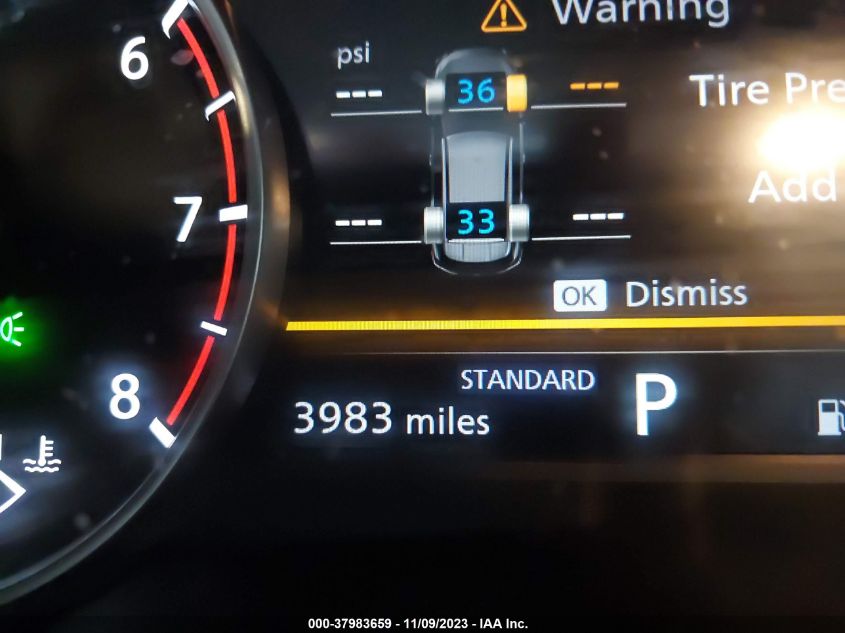 Warning
6
psi
--- 36 ---
Tire Pre
Add
7
--- 33 ---
OK Dismiss
STANDARD
P
8
3983 miles
000-37983659 - 11/09/2023 - IAA Inc.